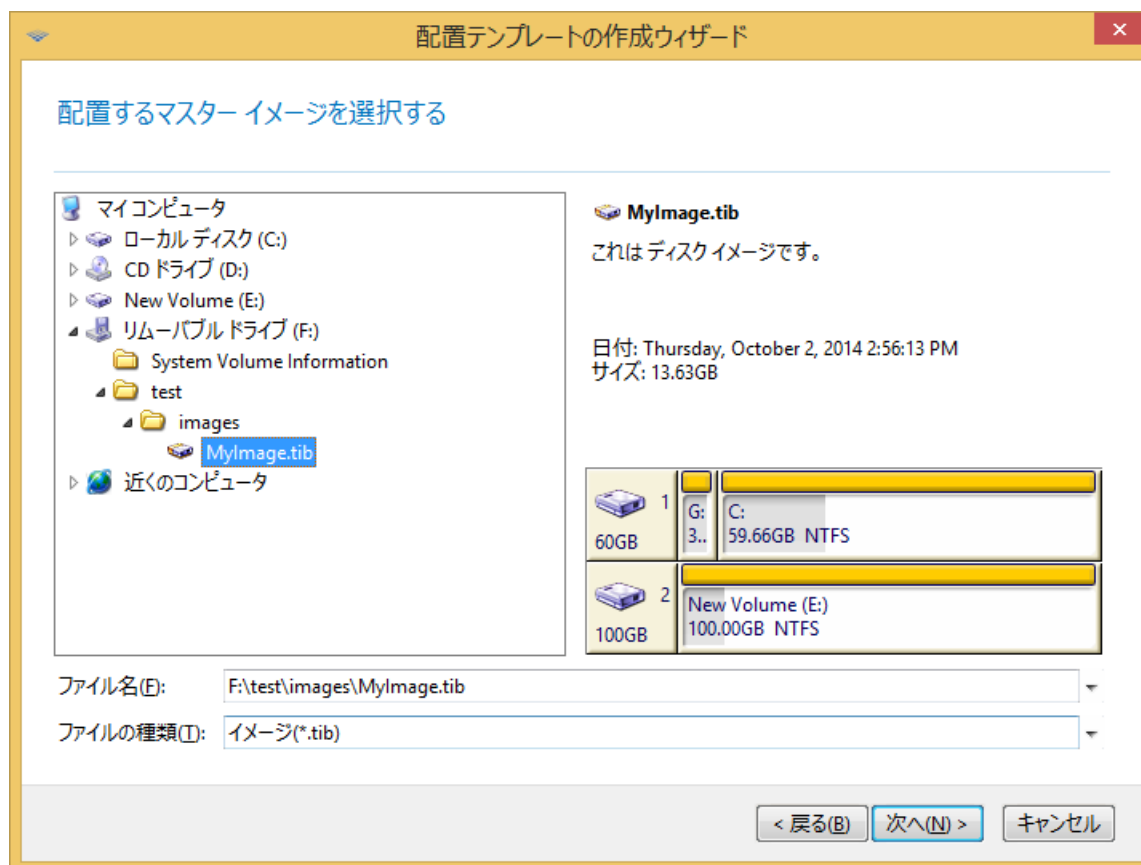 配置テンプレートの作成ウィザード
配置するマスター イメージを選択する
マイ コンピュータ
ローカル ディスク (C:)
CD ドライブ (D:)
New Volume (E:)
リムーバブル ドライブ (F:)
System Volume Information
test
images
MyImage.tib
近くのコンピュータ
MyImage.tib
これは ディスク イメージです。
日付: Thursday, October 2, 2014 2:56:13 PM
サイズ: 13.63GB
1
60GB
G:
3..
C:
59.66GB NTFS
2
100GB
New Volume (E:)
100.00GB NTFS
ファイル名(F):
F:\test\images\MyImage.tib
ファイルの種類(T):
イメージ(*.tib)
< 戻る(B)
次へ(N) >
キャンセル